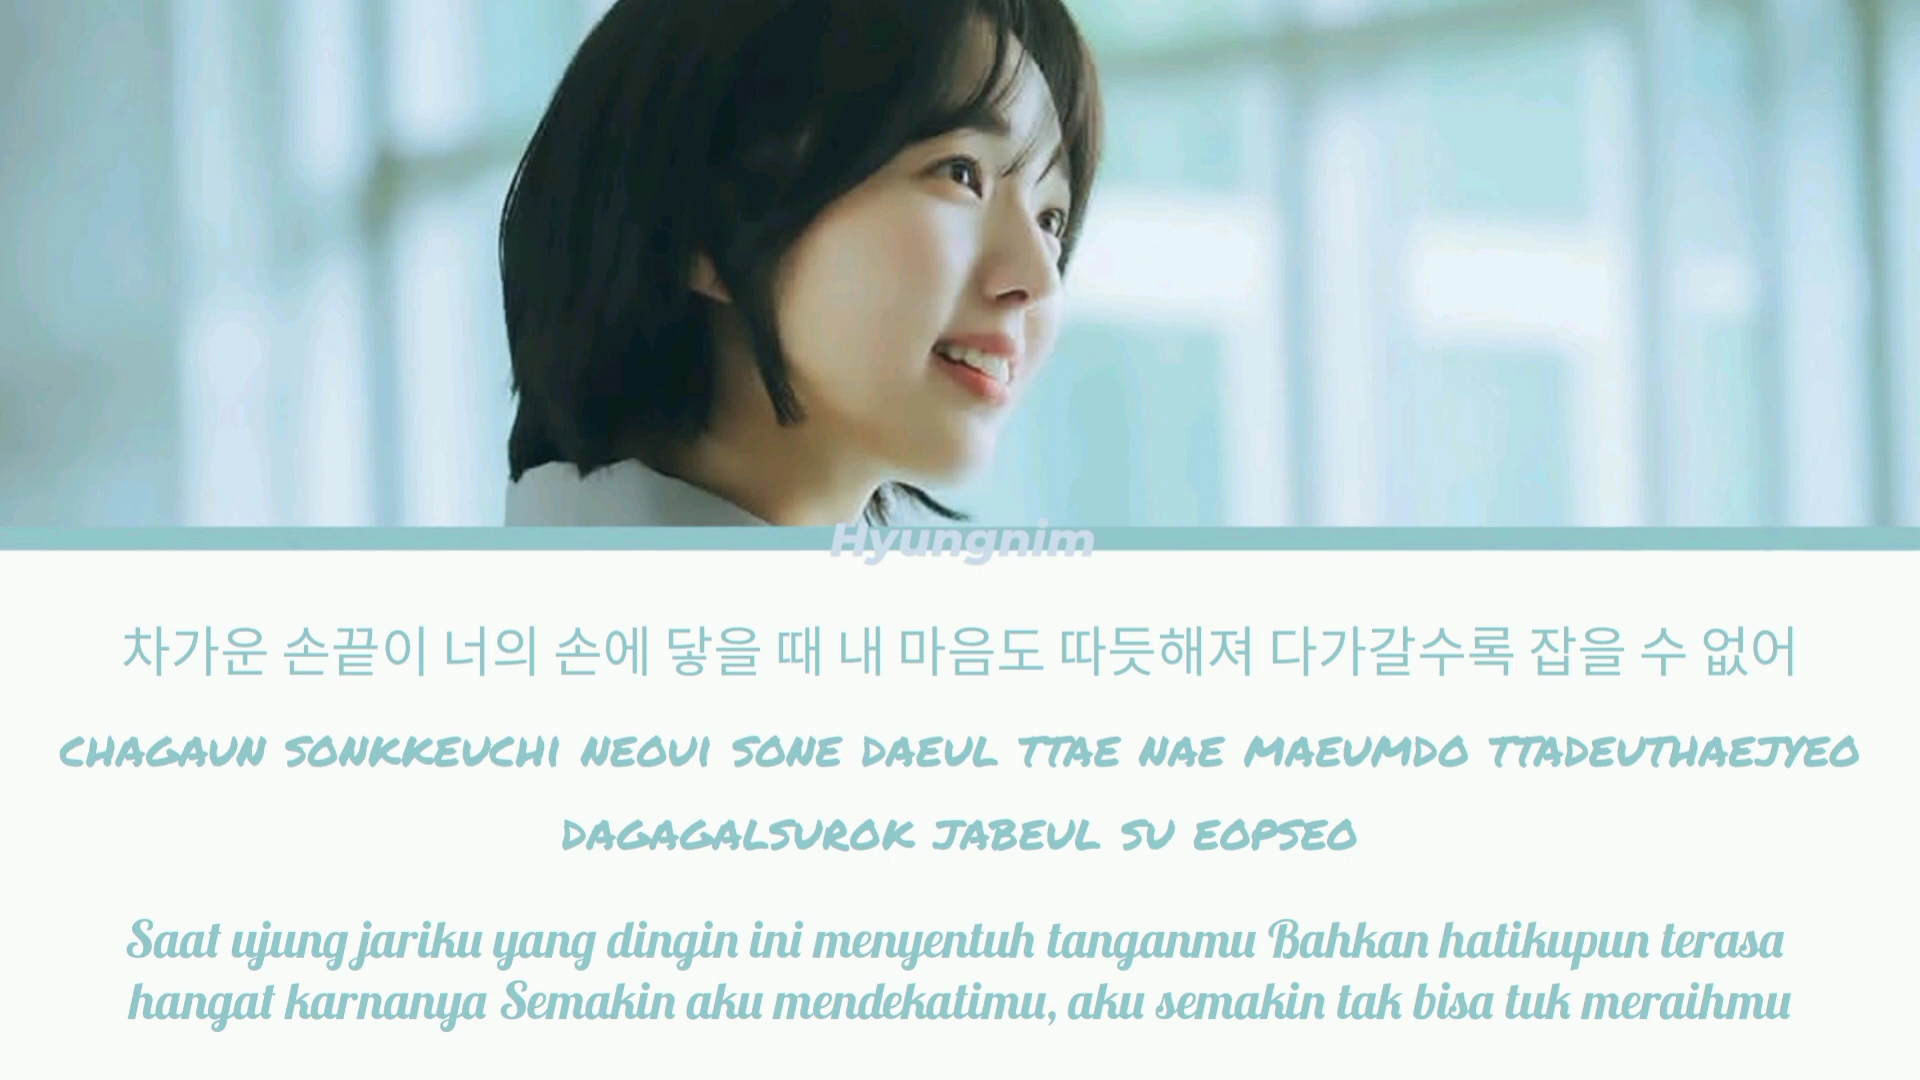 Hyungnim
차가운 손끝이 너의 손에 닿을 때 내 마음도 따듯해져 다가갈수록 잡을 수 없어
CHAGAUN SONKKEUCHI NEOUI SONE DAEUL TTAE NAE MAEUMDO TTADEUTHAEJYEO
DAGAGALSUROK JABEUL SU EOPSEO
Saat ujung jariku yang dingin ini menyentuh tanganmu Bahkan hatikupun terasa
hangat karnanya Semakin aku mendekatimu, aku semakin tak bisa tuk meraihmu